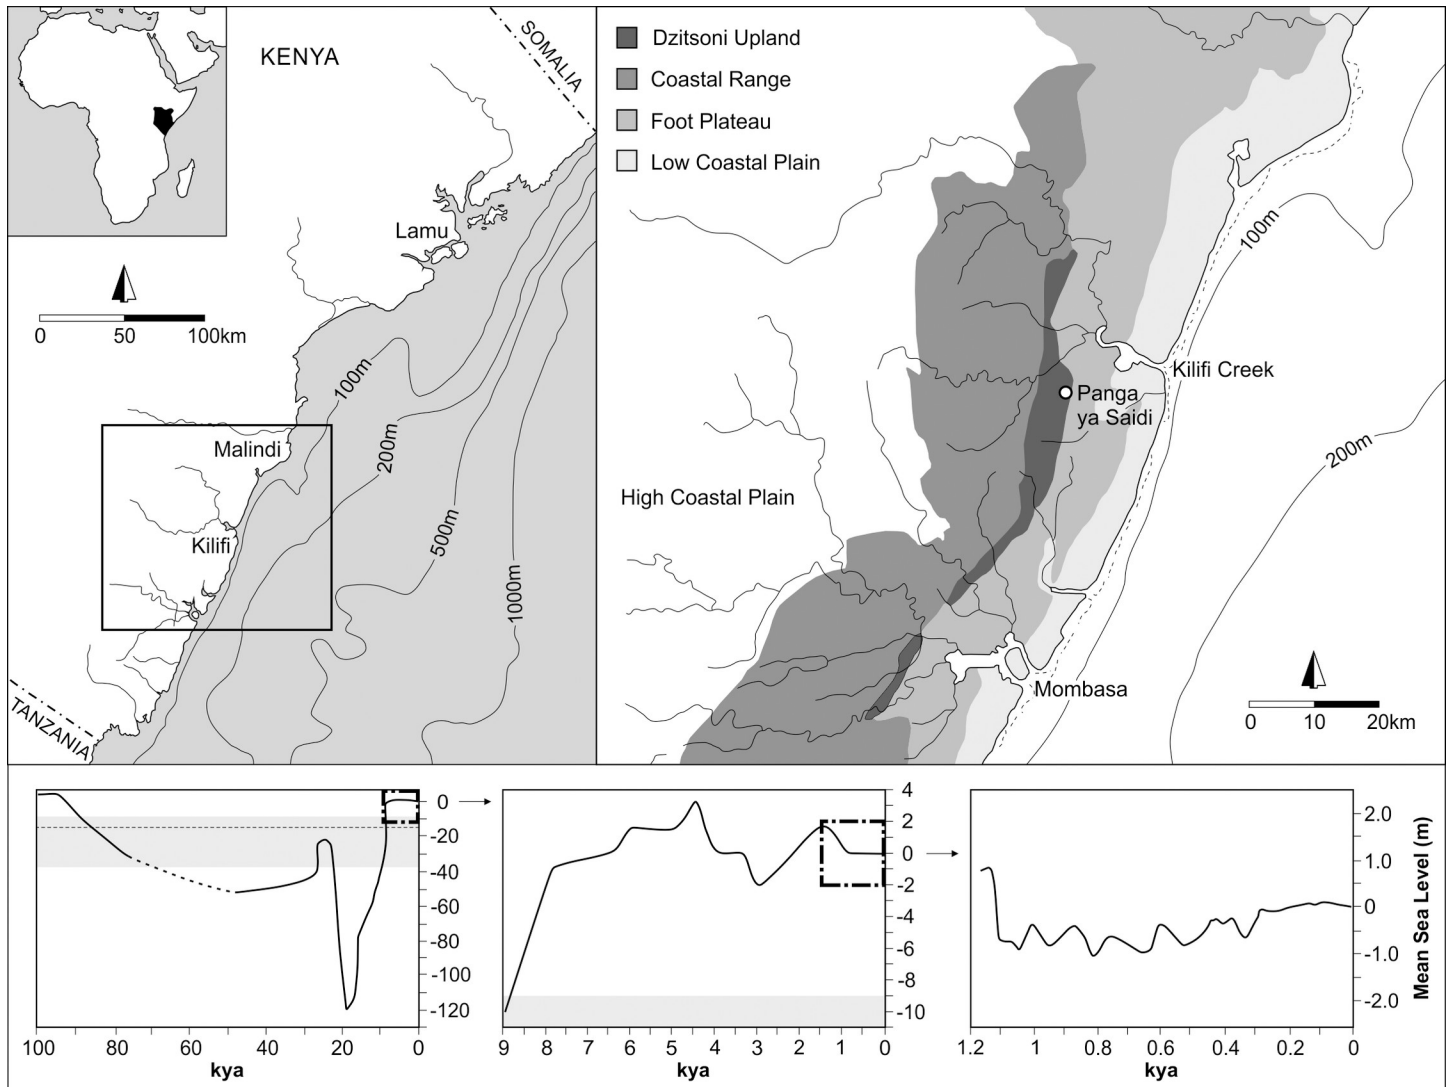 KENYA
SOMALIA
Lamu
0 50 100km
100m
200m
500m
1000m
Malindi
Kilifi
TANZANIA
Dzitsoni Upland
Coastal Range
Foot Plateau
Low Coastal Plain
100m
Kilifi Creek
Panga
ya Saidi
200m
High Coastal Plain
Mombasa
0 10 20km
0
-20
-40
-60
-80
-100
-120
100 80 60 40 20 0
kya
4
2
0
-2
-4
-6
-8
-10
9 8 7 6 5 4 3 2 1 0
kya
2.0
1.0
0
-1.0
-2.0
Mean Sea Level (m)
1.2 1 0.8 0.6 0.4 0.2 0
kya